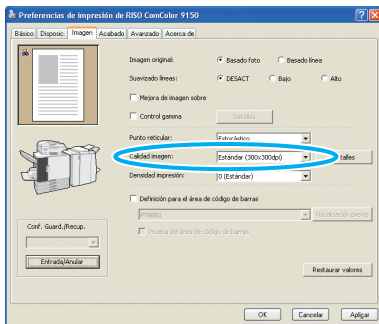 Preferencias de impresión de RISO ComColor 9150
Básico Disposic. Imagen Acabado Avanzado Acerca de
Imagen original: Basado foto Basado línea
Suavizado líneas: DESACT Bajo Alto
Mejora de imagen sobre
Control gamma Detalles
Punto reticular: Estocástico
Calidad imagen: Estándar (300x300dpi) talles
Densidad impresión: 0 (Estándar)
Definición para el área de código de barras
PTN001 Visualización previa
Prueba del área de código de barras
Conf. Guard./Recup.
Entrada/Anular
Restaurar valores
OK Cancelar Aplicar